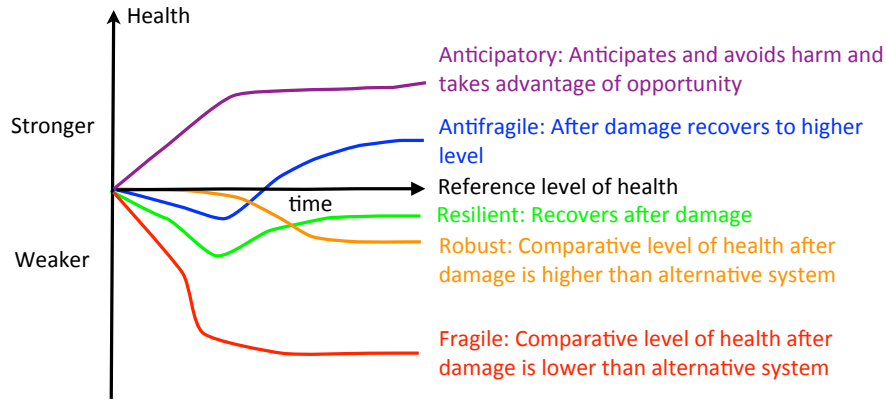 Health
Anticipatory: Anticipates and avoids harm and
takes advantage of opportunity
Stronger
Antifragile: After damage recovers to higher
level
Reference level of health
time
Resilient: Recovers after damage
Weaker
Robust: Comparative level of health after
damage is higher than alternative system
Fragile: Comparative level of health after
damage is lower than alternative system